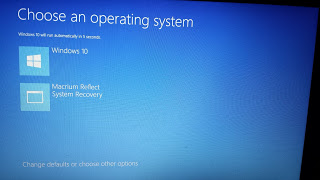 Choose an operating system
Windows 10 will run automatically in 6 seconds
Windows 10
Macrium Reflect
System Recovery
Change defaults or choose other options